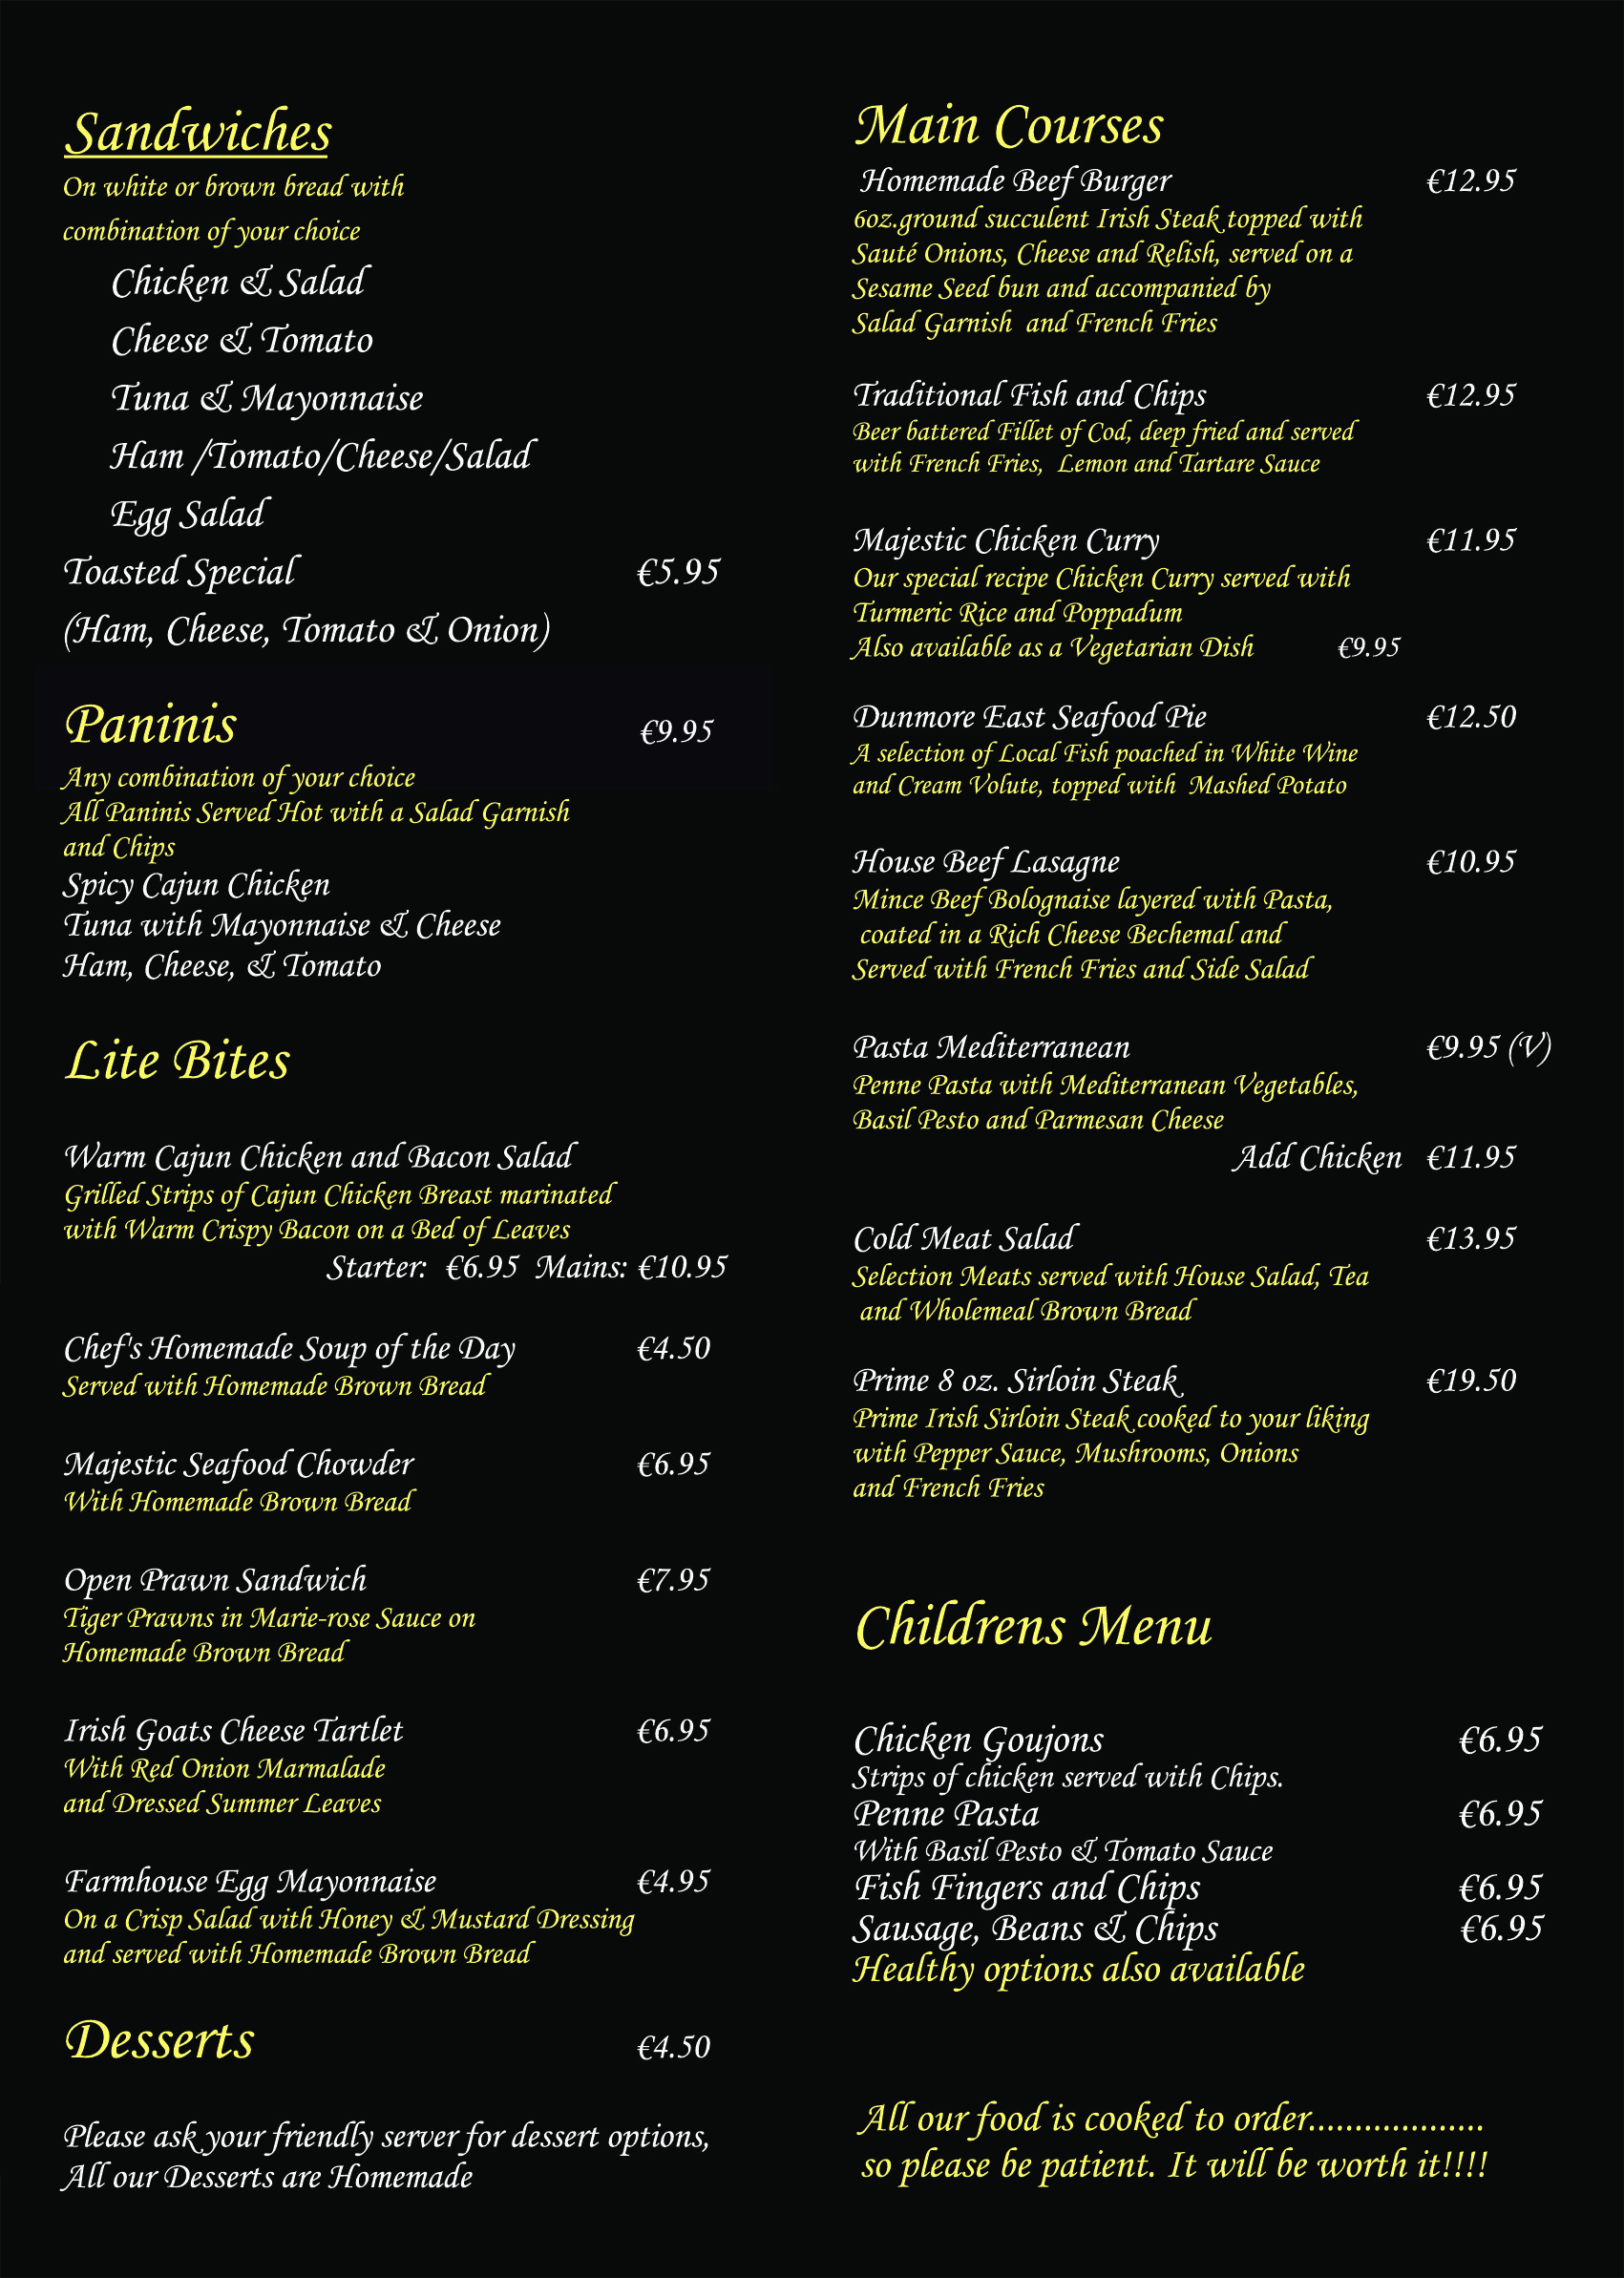 Sandwiches
On white or brown bread with
combination of your choice
Chicken & Salad
Cheese & Tomato
Tuna & Mayonnaise
Ham /Tomato/Cheese/Salad
Egg Salad
Toasted Special €5.95
(Ham, Cheese, Tomato & Onion)
Paninis €9.95
Any combination of your choice
All Paninis Served Hot with a Salad Garnish
and Chips
Spicy Cajun Chicken
Tuna with Mayonnaise & Cheese
Ham, Cheese, & Tomato
Lite Bites
Warm Cajun Chicken and Bacon Salad
Grilled Strips of Cajun Chicken Breast marinated
with Warm Crispy Bacon on a Bed of Leaves
Starter: €6.95 Mains: €10.95
Chef's Homemade Soup of the Day €4.50
Served with Homemade Brown Bread
Majestic Seafood Chowder €6.95
With Homemade Brown Bread
Open Prawn Sandwich €7.95
Tiger Prawns in Marie-rose Sauce on
Homemade Brown Bread
Irish Goats Cheese Tartlet €6.95
With Red Onion Marmalade
and Dressed Summer Leaves
Farmhouse Egg Mayonnaise €4.95
On a Crisp Salad with Honey & Mustard Dressing
and served with Homemade Brown Bread
Desserts €4.50
Please ask your friendly server for dessert options,
All our Desserts are Homemade
Main Courses
Homemade Beef Burger €12.95
6oz.ground succulent Irish Steak topped with
Sauté Onions, Cheese and Relish, served on a
Sesame Seed bun and accompanied by
Salad Garnish and French Fries
Traditional Fish and Chips €12.95
Beer battered Fillet of Cod, deep fried and served
with French Fries, Lemon and Tartare Sauce
Majestic Chicken Curry €11.95
Our special recipe Chicken Curry served with
Turmeric Rice and Poppadum
Also available as a Vegetarian Dish €9.95
Dunmore East Seafood Pie €12.50
A selection of Local Fish poached in White Wine
and Cream Volute, topped with Mashed Potato
House Beef Lasagne €10.95
Mince Beef Bolognaise layered with Pasta,
coated in a Rich Cheese Bechemal and
Served with French Fries and Side Salad
Pasta Mediterranean €9.95 (V)
Penne Pasta with Mediterranean Vegetables,
Basil Pesto and Parmesan Cheese
Add Chicken €11.95
Cold Meat Salad €13.95
Selection Meats served with House Salad, Tea
and Wholemeal Brown Bread
Prime 8 oz. Sirloin Steak €19.50
Prime Irish Sirloin Steak cooked to your liking
with Pepper Sauce, Mushrooms, Onions
and French Fries
Childrens Menu
Chicken Goujons €6.95
Strips of chicken served with Chips.
Penne Pasta €6.95
With Basil Pesto & Tomato Sauce
Fish Fingers and Chips €6.95
Sausage, Beans & Chips €6.95
Healthy options also available
All our food is cooked to order...................
so please be patient. It will be worth it!!!!